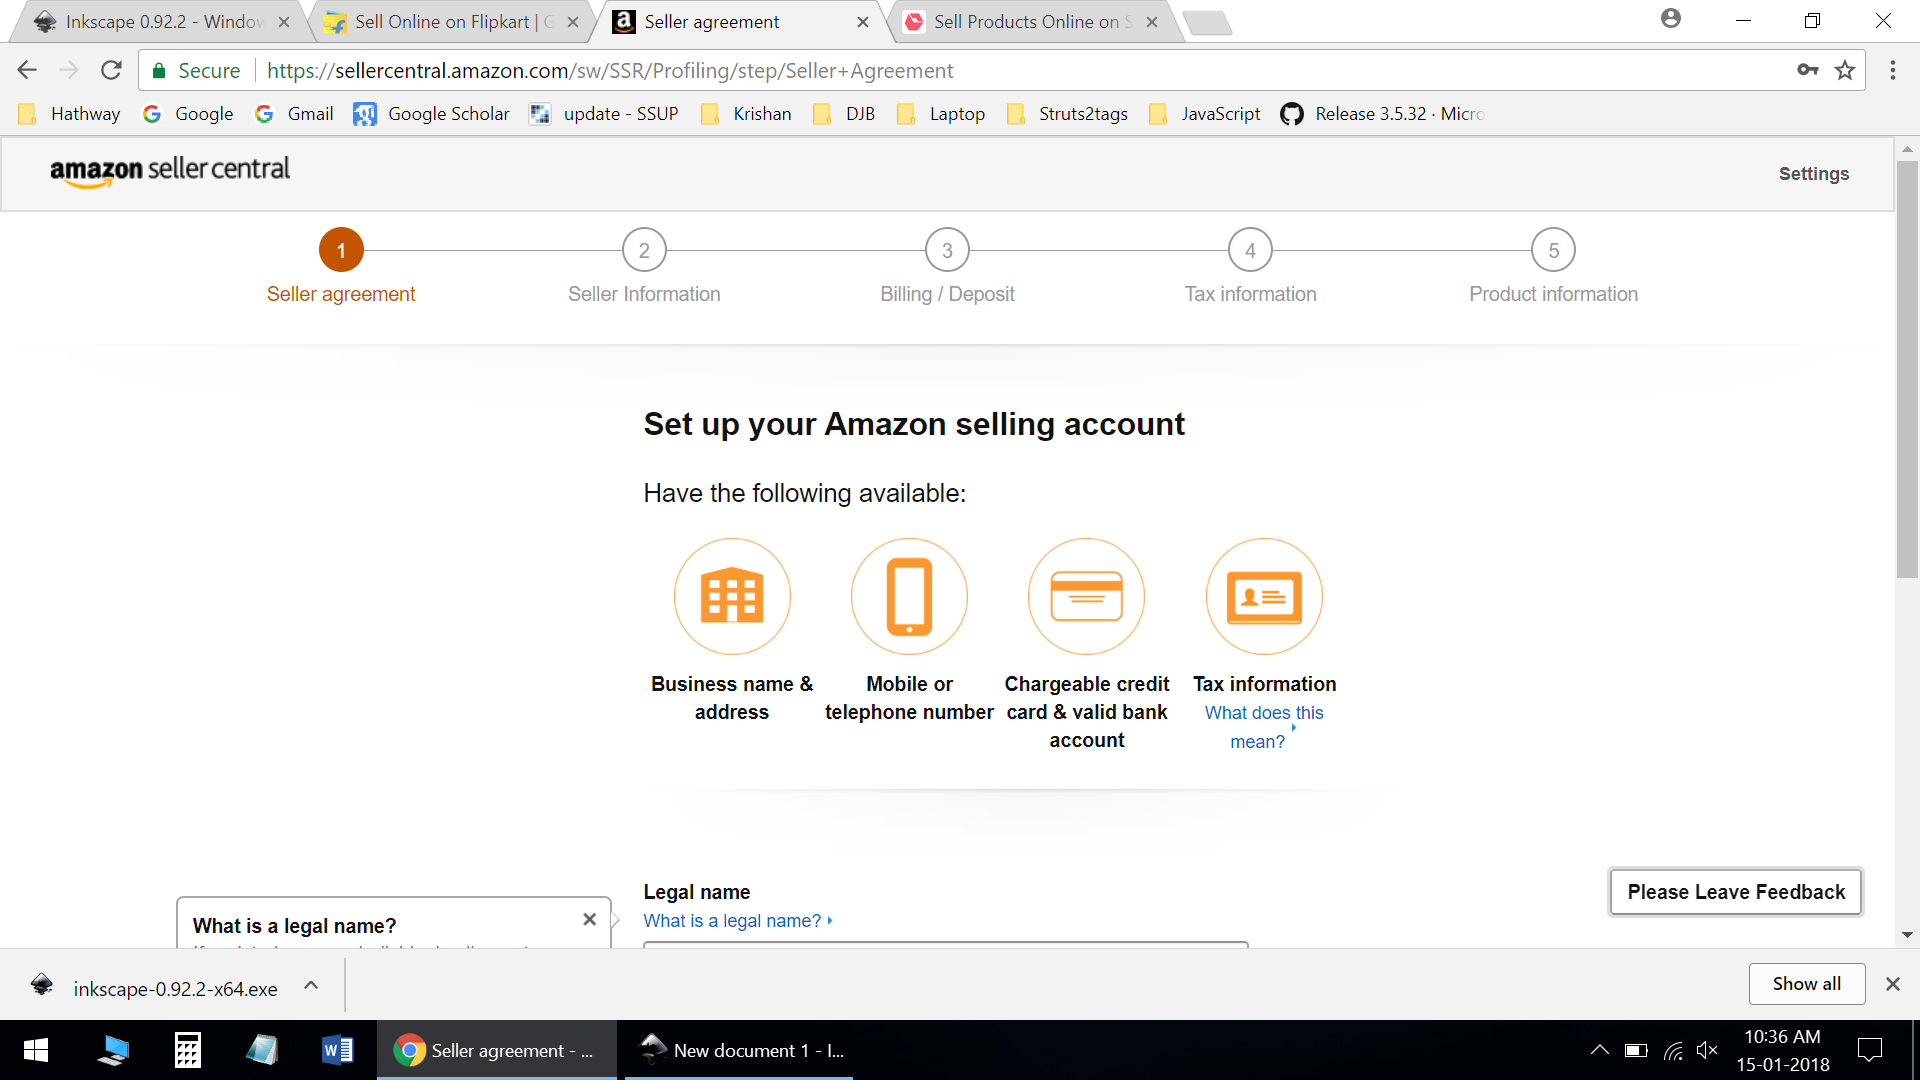 Inkscape 0.92.2 - Window
Sell Online on Flipkart | G
Seller agreement
Sell Products Online on S
Secure
https://sellercentral.amazon.com/sw/SSR/Profiling/step/Seller+Agreement
Hathway Google Gmail Google Scholar update - SSUP Krishan DJB Laptop Struts2tags JavaScript Release 3.5.32 · Micro
amazon seller central
Settings
1 2 3 4 5
Seller agreement Seller Information Billing / Deposit Tax information Product information
Set up your Amazon selling account
Have the following available:
Business name &
address
Mobile or
telephone number
Chargeable credit
card & valid bank
account
Tax information
What does this
mean?
Legal name
What is a legal name?
What is a legal name?
Please Leave Feedback
inkscape-0.92.2-x64.exe
Show all
Seller agreement - ...
New document 1 - I...
10:36 AM
15-01-2018